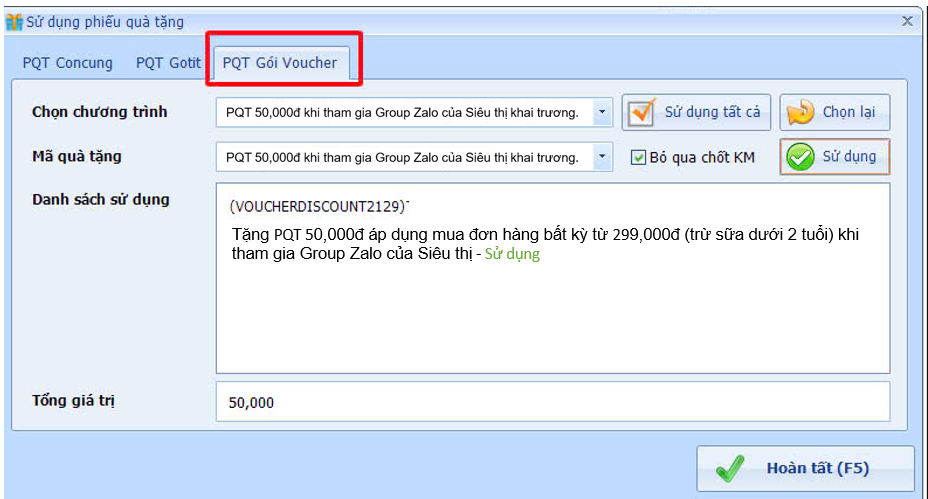 Sử dụng phiếu quà tặng
PQT Concung PQT Gotit PQT Gói Voucher
Chọn chương trình PQT 50,000đ khi tham gia Group Zalo của Siêu thị khai trương. Sử dụng tất cả Chọn lại
Mã quà tặng PQT 50,000đ khi tham gia Group Zalo của Siêu thị khai trương. Bỏ qua chốt KM Sử dụng
Danh sách sử dụng
(VOUCHERDISCOUNT2129)
Tặng PQT 50,000đ áp dụng mua đơn hàng bất kỳ từ 299,000đ (trừ sữa dưới 2 tuổi) khi
tham gia Group Zalo của Siêu thị - Sử dụng
Tổng giá trị 50,000
Hoàn tất (F5)